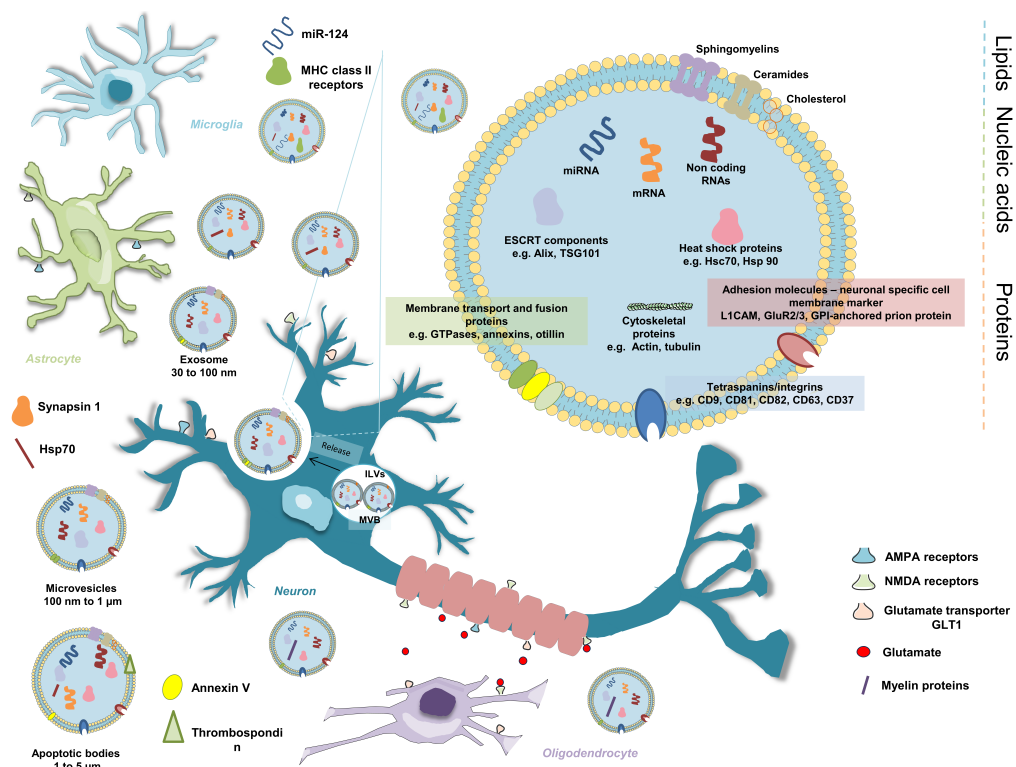 miR-124
MHC class II
receptors
Microglia
Sphingomyelins
Ceramides
Cholesterol
miRNA
mRNA
Non coding
RNAs
ESCRT components
e.g. Alix, TSG101
Heat shock proteins
e.g. Hsc70, Hsp 90
Membrane transport and fusion
proteins
e.g. GTPases, annexins, otillin
Cytoskeletal
proteins
e.g. Actin, tubulin
Adhesion molecules – neuronal specific cell
membrane marker
L1CAM, GluR2/3, GPI-anchored prion protein
Tetraspanins/integrins
e.g. CD9, CD81, CD82, CD63, CD37
Lipids
Nucleic acids
Proteins
Astrocyte
Exosome
30 to 100 nm
Synapsin 1
Hsp70
Release
ILVs
MVB
Microvesicles
100 nm to 1 µm
Neuron
Apoptotic bodies
1 to 5 µm
Annexin V
Thrombospondi
n
Oligodendrocyte
AMPA receptors
NMDA receptors
Glutamate transporter
GLT1
Glutamate
Myelin proteins